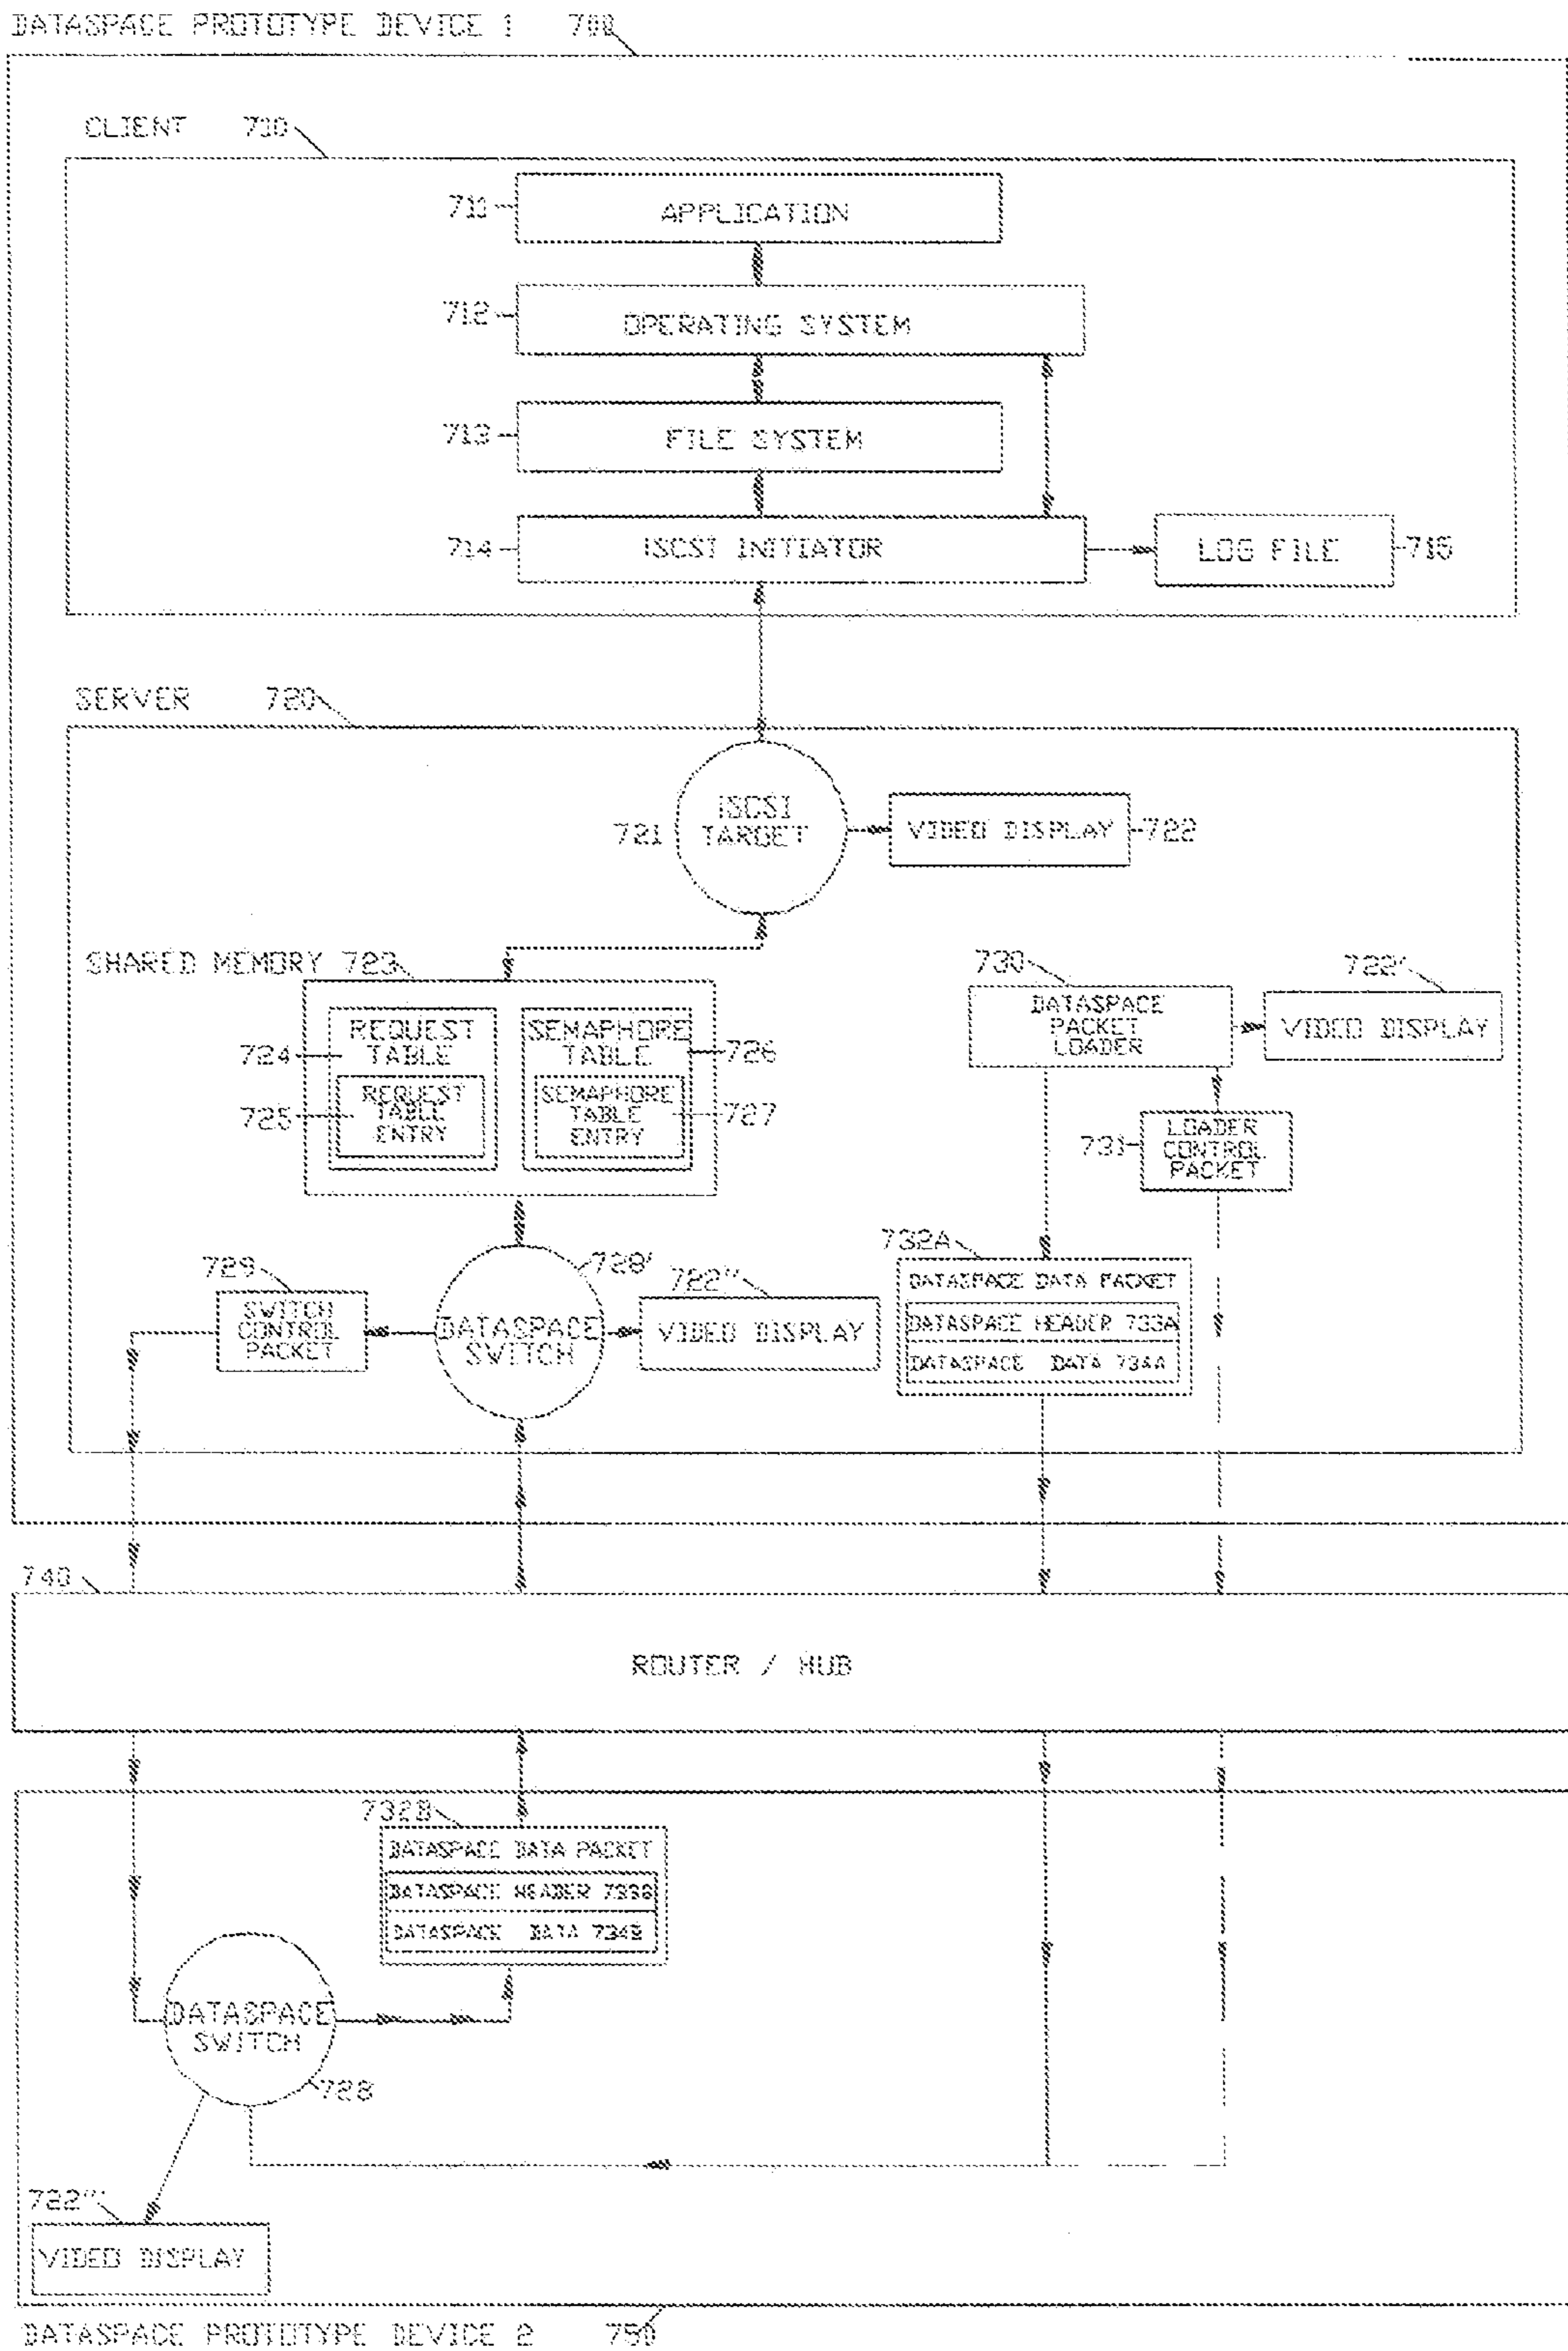 DATASPACE PROTOTYPE DEVICE 1 700
CLIENT 710
711 APPLICATION
712 OPERATING SYSTEM
713 FILE SYSTEM
714 ISCSI INITIATOR
LOG FILE 715
SERVER 720
721 ISCSI TARGET
VIDEO DISPLAY 722
SHARED MEMORY 723
724 REQUEST TABLE
725 REQUEST TABLE ENTRY
SEMAPHORE TABLE 726
SEMAPHORE TABLE ENTRY 727
730
DATASPACE PACKET LOADER
722'
VIDEO DISPLAY
731 LOADER CONTROL PACKET
729
SWITCH CONTROL PACKET
728'
DATASPACE SWITCH
722"
VIDEO DISPLAY
732A
DATASPACE DATA PACKET
DATASPACE HEADER 733A
DATASPACE DATA 734A
740
ROUTER / HUB
732B
DATASPACE DATA PACKET
DATASPACE HEADER 733B
DATASPACE DATA 734B
DATASPACE SWITCH
728
722"'
VIDEO DISPLAY
DATASPACE PROTOTYPE DEVICE 2 750